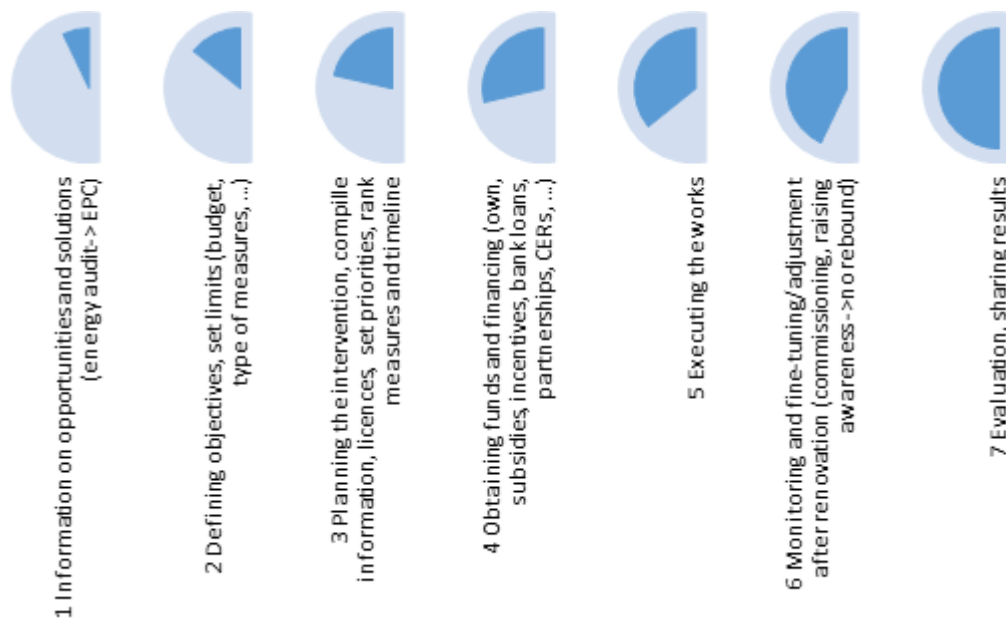 1 Information on opportunities and solutions
(energy audit-> EPC)
2 Defining objectives, set limits (budget,
type of measures, ...)
3 Planning the intervention, compille
information, licences, set priorities, rank
measures and timeline
4 Obtaining funds and financing (own,
subsidies, incentives, bank loans,
partnerships, CERs, ...)
5 Executing the works
6 Monitoring and fine-tuning/adjustment
after renovation (commissioning, raising
awareness->no rebound)
7 Evaluation, sharing results